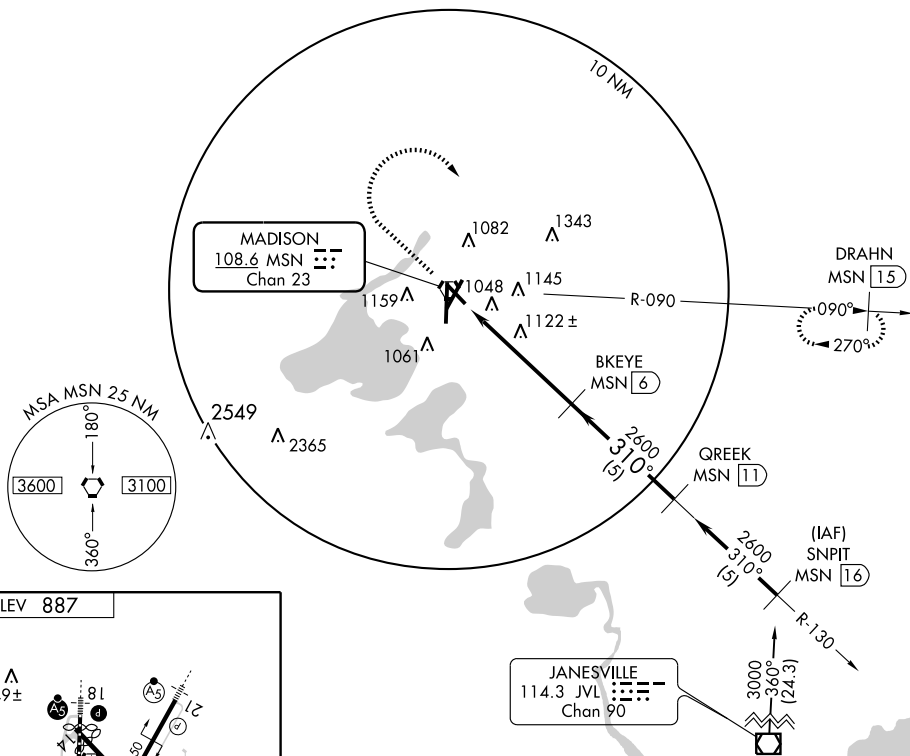 10 NM
1082
1343
MADISON
108.6 MSN
Chan 23
1048
1145
1159
1122 ±
1061
R-090
DRAHN
MSN 15
090°
270°
BKEYE
MSN 6
MSA MSN 25 NM
180°
3600
3100
360°
2549
2365
2600
310°
(5)
QREEK
MSN 11
2600
310°
(5)
(IAF)
SNPIT
MSN 16
R-130
JANESVILLE
114.3 JVL
Chan 90
3000
360°
(24.3)
LEV 887
9±
A5
18
P
A5
21
P
14
50